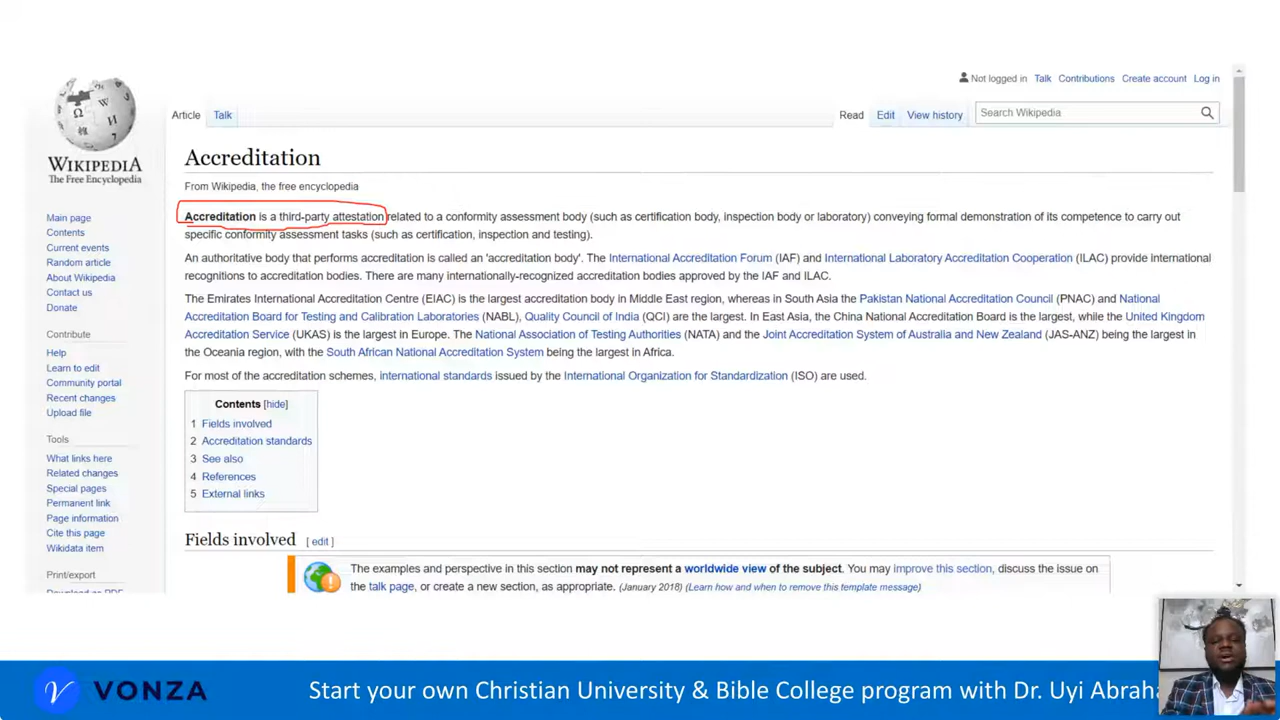 Not logged in Talk Contributions Create account Log in
Article Talk Read Edit View history Search Wikipedia
WIKIPEDIA
The Free Encyclopedia
Main page
Contents
Current events
Random article
About Wikipedia
Contact us
Donate
Contribute
Help
Learn to edit
Community portal
Recent changes
Upload file
Tools
What links here
Related changes
Special pages
Permanent link
Page information
Cite this page
Wikidata item
Print/export
Accreditation
From Wikipedia, the free encyclopedia
Accreditation is a third-party attestation related to a conformity assessment body (such as certification body, inspection body or laboratory) conveying formal demonstration of its competence to carry out
specific conformity assessment tasks (such as certification, inspection and testing).
An authoritative body that performs accreditation is called an 'accreditation body'. The International Accreditation Forum (IAF) and International Laboratory Accreditation Cooperation (ILAC) provide international
recognitions to accreditation bodies. There are many internationally-recognized accreditation bodies approved by the IAF and ILAC.
The Emirates International Accreditation Centre (EIAC) is the largest accreditation body in Middle East region, whereas in South Asia the Pakistan National Accreditation Council (PNAC) and National
Accreditation Board for Testing and Calibration Laboratories (NABL), Quality Council of India (QCI) are the largest. In East Asia, the China National Accreditation Board is the largest, while the United Kingdom
Accreditation Service (UKAS) is the largest in Europe. The National Association of Testing Authorities (NATA) and the Joint Accreditation System of Australia and New Zealand (JAS-ANZ) being the largest in
the Oceania region, with the South African National Accreditation System being the largest in Africa.
For most of the accreditation schemes, international standards issued by the International Organization for Standardization (ISO) are used.
Contents [hide]
1 Fields involved
2 Accreditation standards
3 See also
4 References
5 External links
Fields involved [ edit ]
The examples and perspective in this section may not represent a worldwide view of the subject. You may improve this section, discuss the issue on
the talk page, or create a new section, as appropriate. (January 2018) (Learn how and when to remove this template message)
VONZA Start your own Christian University & Bible College program with Dr. Uyi